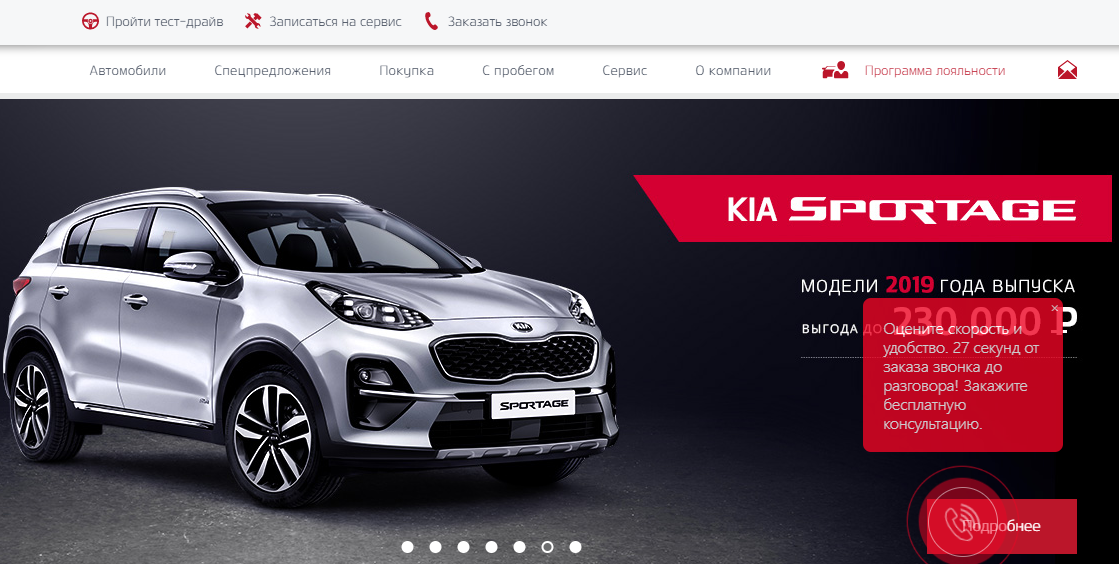 Пройти тест-драйв
Записаться на сервис
Заказать звонок
Автомобили
Спецпредложения
Покупка
С пробегом
Сервис
О компании
Программа лояльности
KIA SPORTAGE
МОДЕЛИ 2019 ГОДА ВЫПУСКА
ВЫГОДА ДО 230 000 ₽
×
Оцените скорость и
удобство. 27 секунд от
заказа звонка до
разговора! Закажите
бесплатную
консультацию.
KIA
SPORTAGE
Подробнее